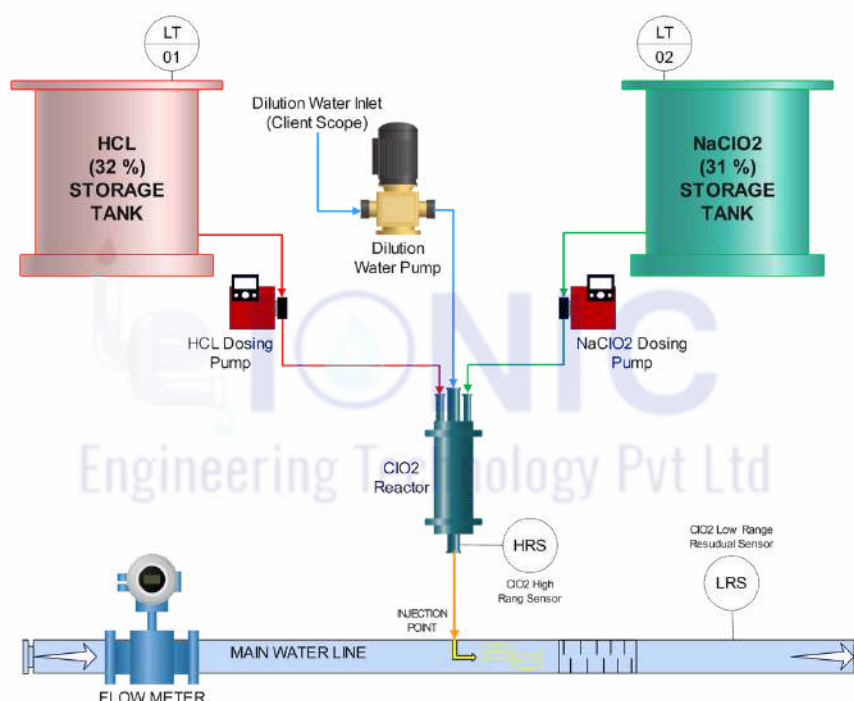 LT
01
LT
02
HCL
(32 %)
STORAGE
TANK
Dilution Water Inlet
(Client Scope)
NaClO2
(31 %)
STORAGE
TANK
Dilution
Water Pump
HCL Dosing
Pump
NaClO2 Dosing
Pump
IONIC
Engineering Technology Pvt Ltd
ClO2
Reactor
HRS
ClO2 High
Rang Sensor
ClO2 Low Range
Resudual Sensor
LRS
INJECTION
POINT
MAIN WATER LINE
FLOW METER